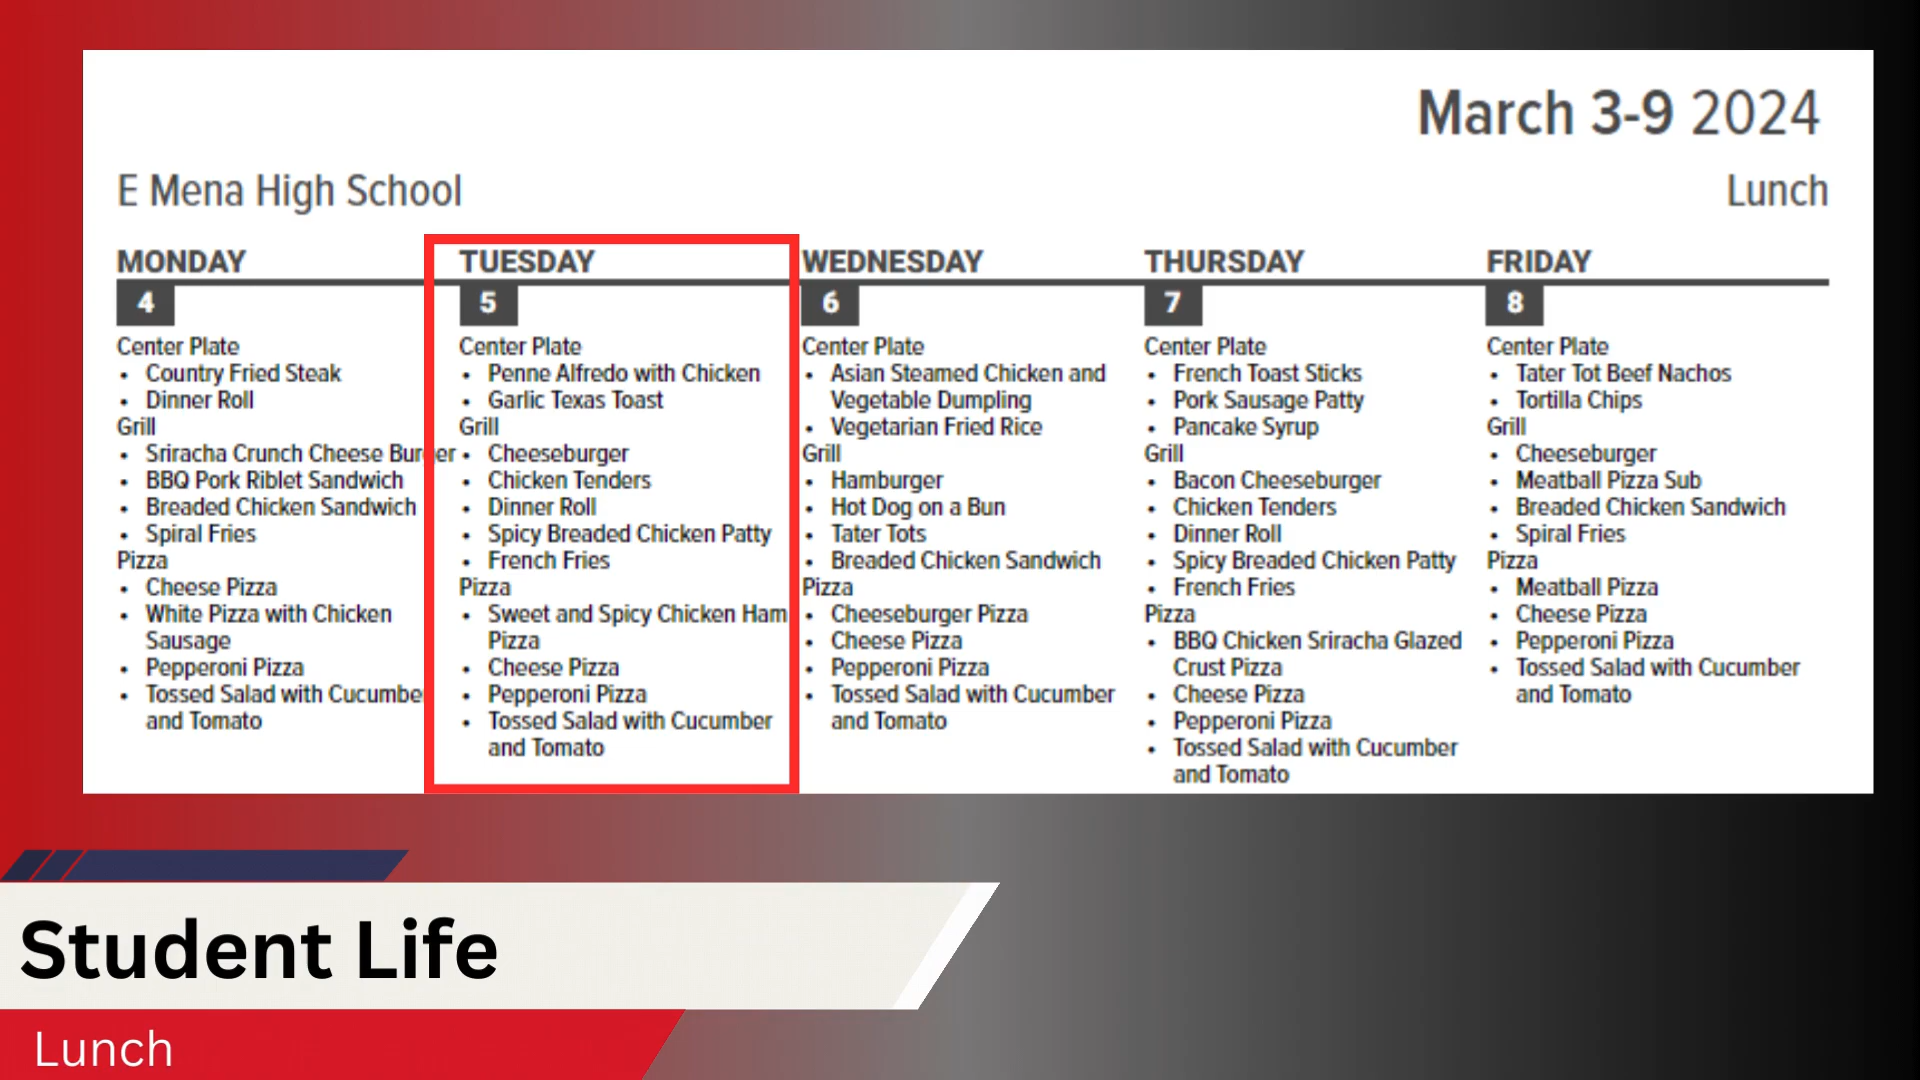 March 3-9 2024
E Mena High School
Lunch
MONDAY
4
Center Plate
• Country Fried Steak
• Dinner Roll
Grill
• Sriracha Crunch Cheese Burger
• BBQ Pork Riblet Sandwich
• Breaded Chicken Sandwich
• Spiral Fries
Pizza
• Cheese Pizza
• White Pizza with Chicken
Sausage
• Pepperoni Pizza
• Tossed Salad with Cucumber
and Tomato
TUESDAY
5
Center Plate
• Penne Alfredo with Chicken
• Garlic Texas Toast
Grill
• Cheeseburger
• Chicken Tenders
• Dinner Roll
• Spicy Breaded Chicken Patty
• French Fries
Pizza
• Sweet and Spicy Chicken Ham
Pizza
• Cheese Pizza
• Pepperoni Pizza
• Tossed Salad with Cucumber
and Tomato
WEDNESDAY
6
Center Plate
• Asian Steamed Chicken and
Vegetable Dumpling
• Vegetarian Fried Rice
Grill
• Hamburger
• Hot Dog on a Bun
• Tater Tots
• Breaded Chicken Sandwich
Pizza
• Cheeseburger Pizza
• Cheese Pizza
• Pepperoni Pizza
• Tossed Salad with Cucumber
and Tomato
THURSDAY
7
Center Plate
• French Toast Sticks
• Pork Sausage Patty
• Pancake Syrup
Grill
• Bacon Cheeseburger
• Chicken Tenders
• Dinner Roll
• Spicy Breaded Chicken Patty
• French Fries
Pizza
• BBQ Chicken Sriracha Glazed
Crust Pizza
• Cheese Pizza
• Pepperoni Pizza
• Tossed Salad with Cucumber
and Tomato
FRIDAY
8
Center Plate
• Tater Tot Beef Nachos
• Tortilla Chips
Grill
• Cheeseburger
• Meatball Pizza Sub
• Breaded Chicken Sandwich
• Spiral Fries
Pizza
• Meatball Pizza
• Cheese Pizza
• Pepperoni Pizza
• Tossed Salad with Cucumber
and Tomato
Student Life
Lunch